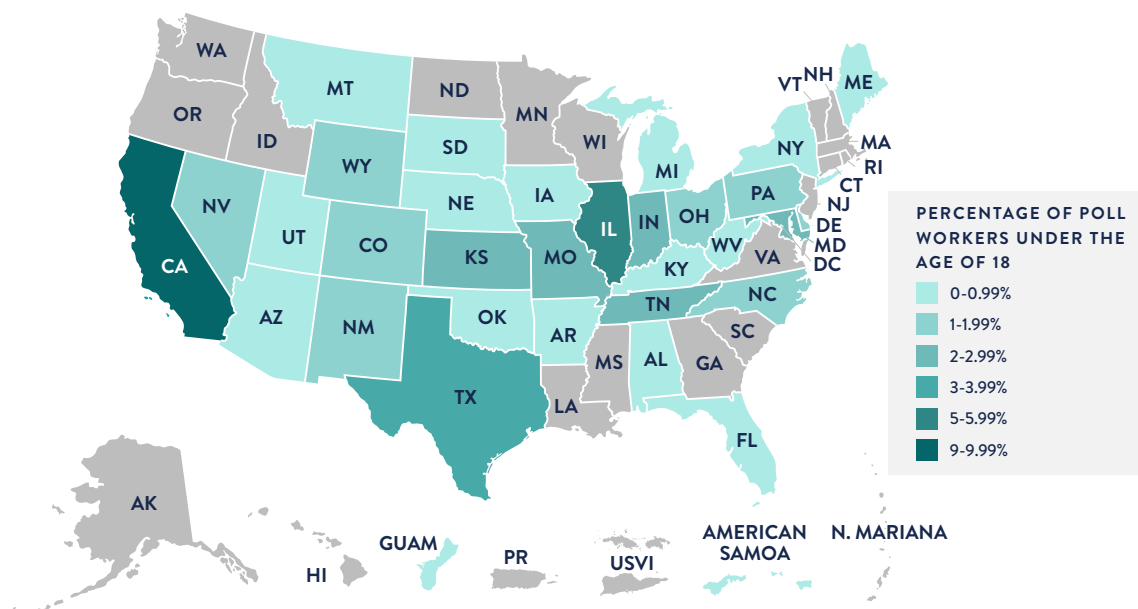 WA
OR
ID
MT
ND
MN
WI
SD
WY
NV
UT
CO
NE
IA
MI
NY
VT
NH
ME
MA
RI
CT
NJ
DE
MD
DC
PA
OH
IN
IL
CA
KS
MO
WV
VA
KY
TN
NC
SC
AZ
NM
OK
AR
TX
LA
MS
AL
GA
FL
AK
HI
GUAM
PR
USVI
AMERICAN
SAMOA
N. MARIANA
PERCENTAGE OF POLL
WORKERS UNDER THE
AGE OF 18
0-0.99%
1-1.99%
2-2.99%
3-3.99%
5-5.99%
9-9.99%